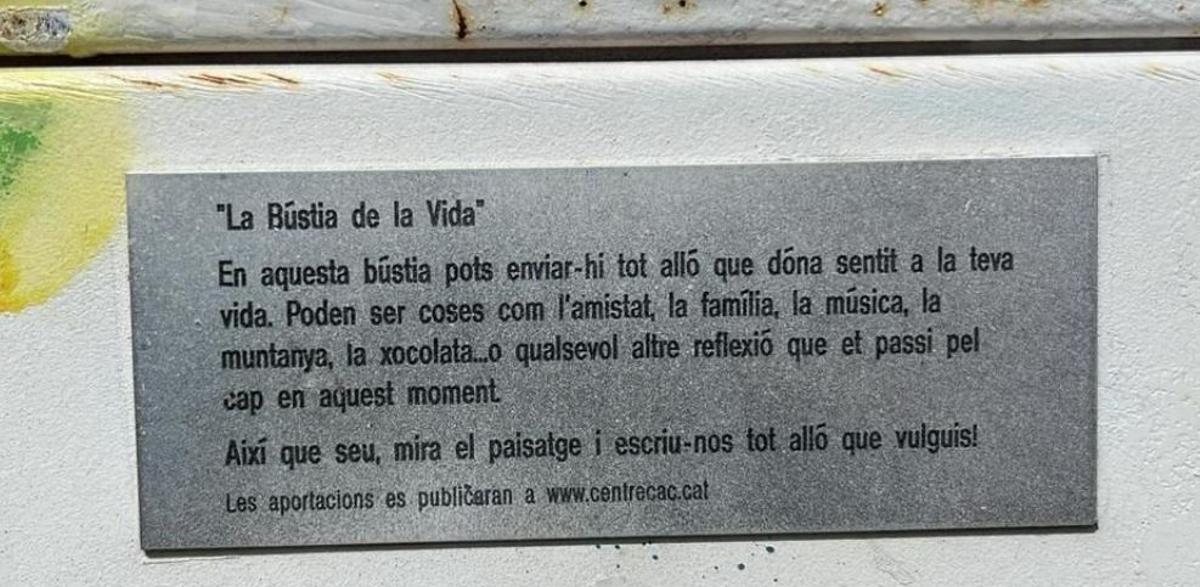 "La Bústia de la Vida"
En aquesta bústia pots enviar-hi tot alló que dóna sentit a la teva
vida. Poden ser coses com l'amistat, la família, la música, la
muntanya, la xocolata...o qualsevol altre reflexió que et passi pel
cap en aquest moment.
Així que seu, mira el paisatge i escriu-nos tot alló que vulguis!
Les aportacions es publicaran a www.centrecac.cat